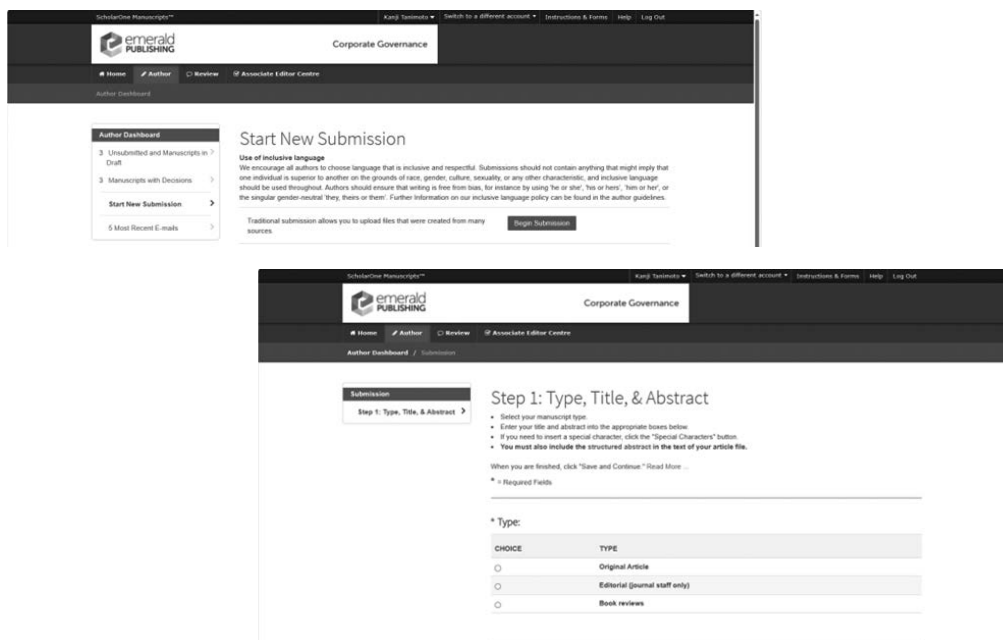 ScholarOne Manuscripts™
Kanji Tanimoto Switch to a different account Instructions & Forms Help Log Out
emerald
PUBLISHING
Corporate Governance
Home Author Review Associate Editor Centre
Author Dashboard
Author Dashboard
3 Unsubmitted and Manuscripts in
Draft
3 Manuscripts with Decisions
Start New Submission
5 Most Recent E-mails
Start New Submission
Use of inclusive language
We encourage all authors to choose language that is inclusive and respectful. Submissions should not contain anything that might imply that
one individual is superior to another on the grounds of race, gender, culture, sexuality, or any other characteristic, and inclusive language
should be used throughout. Authors should ensure that writing is free from bias, for instance by using 'he or she', 'his or hers', 'him or her', or
the singular gender-neutral 'they, theirs or them'. Further Information on our inclusive language policy can be found in the author guidelines.
Traditional submission allows you to upload files that were created from many
sources.
Begin Submission
ScholarOne Manuscripts™
Kanji Tanimoto Switch to a different account Instructions & Forms Help Log Out
emerald
PUBLISHING
Corporate Governance
Home Author Review Associate Editor Centre
Author Dashboard / Submission
Submission
Step 1: Type, Title, & Abstract
Step 1: Type, Title, & Abstract
• Select your manuscript type.
• Enter your title and abstract into the appropriate boxes below.
• If you need to insert a special character, click the "Special Characters" button.
• You must also include the structured abstract in the text of your article file.
When you are finished, click "Save and Continue." Read More ...
* = Required Fields
* Type:
CHOICE TYPE
Original Article
Editorial (journal staff only)
Book reviews